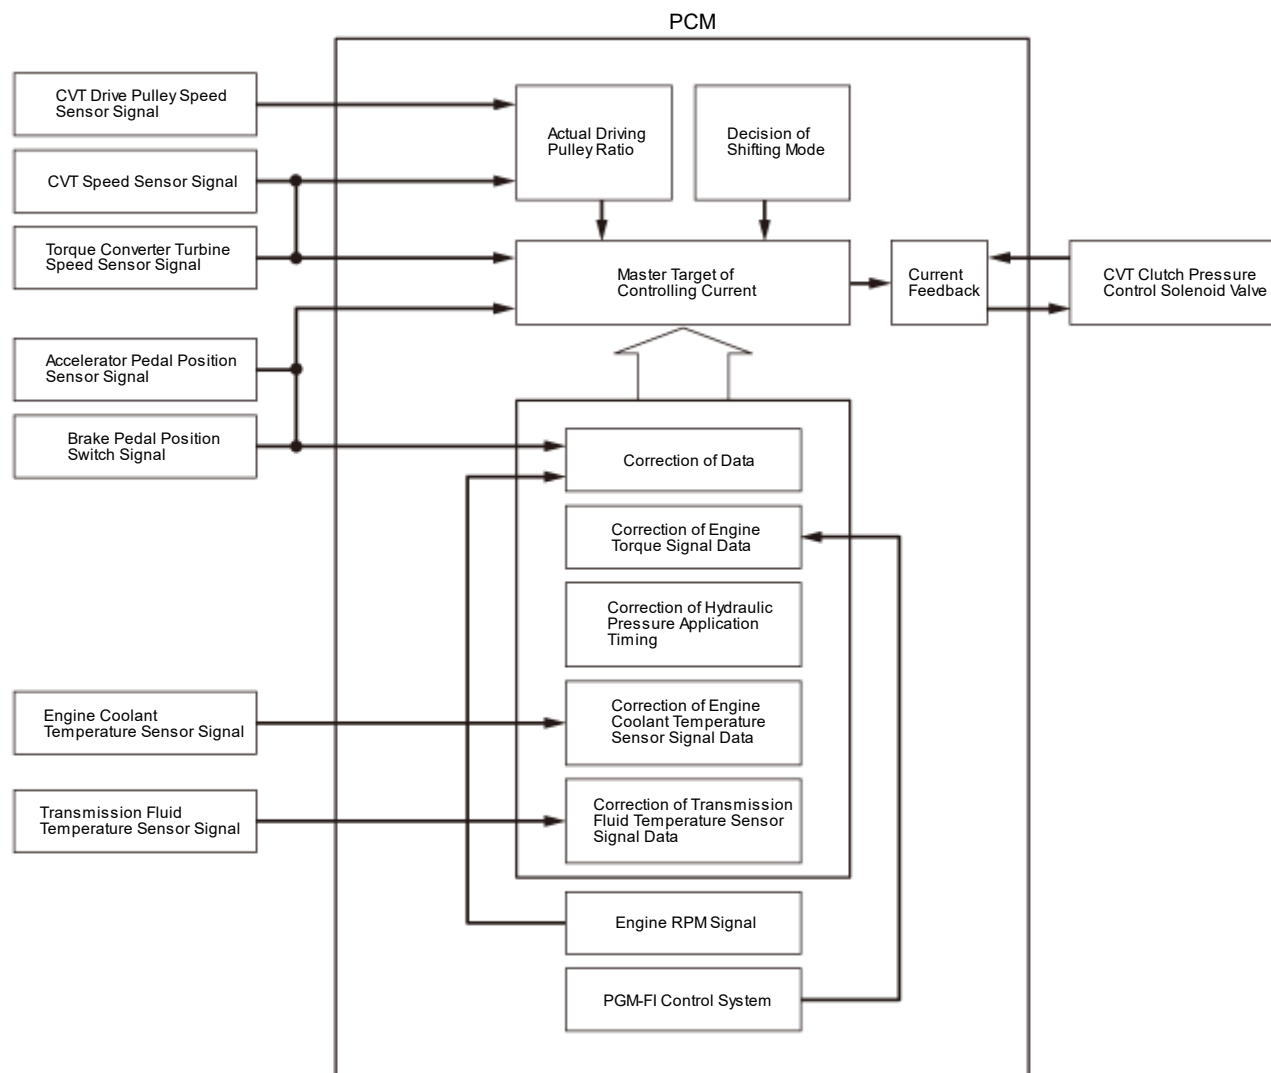 PCM
CVT Drive Pulley Speed
Sensor Signal
CVT Speed Sensor Signal
Torque Converter Turbine
Speed Sensor Signal
Accelerator Pedal Position
Sensor Signal
Brake Pedal Position
Switch Signal
Engine Coolant
Temperature Sensor Signal
Transmission Fluid
Temperature Sensor Signal
Actual Driving
Pulley Ratio
Decision of
Shifting Mode
Master Target of
Controlling Current
Current
Feedback
CVT Clutch Pressure
Control Solenoid Valve
Correction of Data
Correction of Engine
Torque Signal Data
Correction of Hydraulic
Pressure Application
Timing
Correction of Engine
Coolant Temperature
Sensor Signal Data
Correction of Transmission
Fluid Temperature Sensor
Signal Data
Engine RPM Signal
PGM-FI Control System